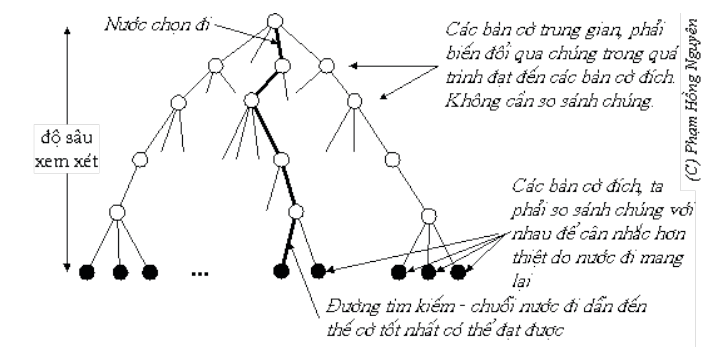 Nước chọn đi
Các bàn cờ trung gian, phải
biến đổi qua chúng trong quá
trình đạt đến các bàn cờ đích.
Không cần so sánh chúng.
(C) Phạm Hồng Nguyên
độ sâu
xem xét
Các bàn cờ đích, ta
phải so sánh chúng với
nhau để cân nhắc hơn
thiệt do nước đi mang
lại
...
Đường tìm kiếm - chuỗi nước đi dẫn đến
thế cờ tốt nhất có thể đạt được